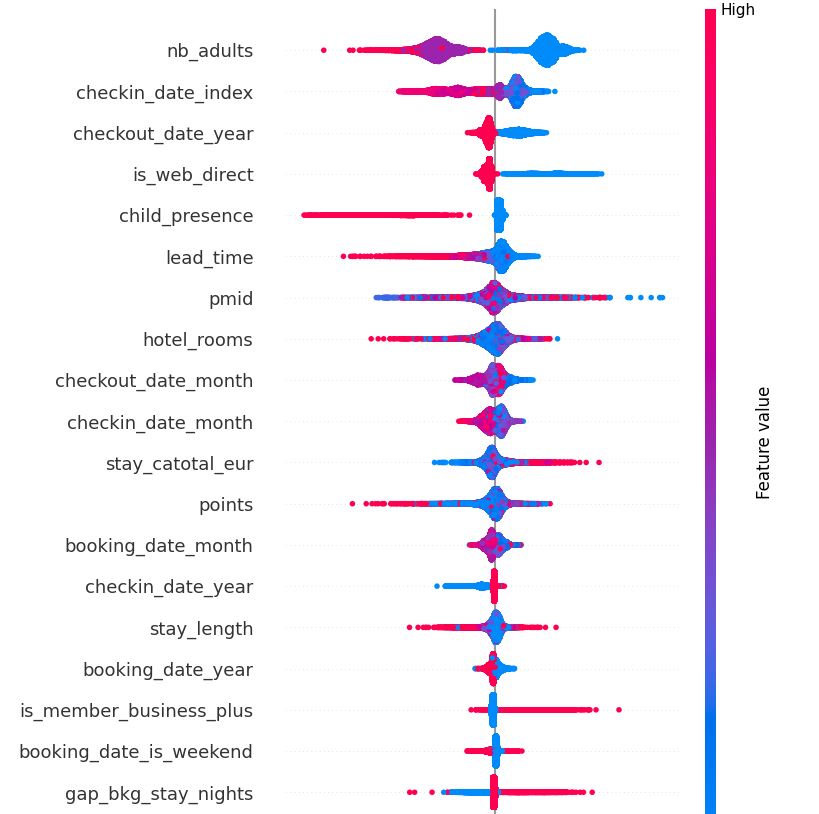 High
nb_adults
checkin_date_index
checkout_date_year
is_web_direct
child_presence
lead_time
pmid
hotel_rooms
checkout_date_month
checkin_date_month
stay_catotal_eur
points
booking_date_month
checkin_date_year
stay_length
booking_date_year
is_member_business_plus
booking_date_is_weekend
gap_bkg_stay_nights
Feature value